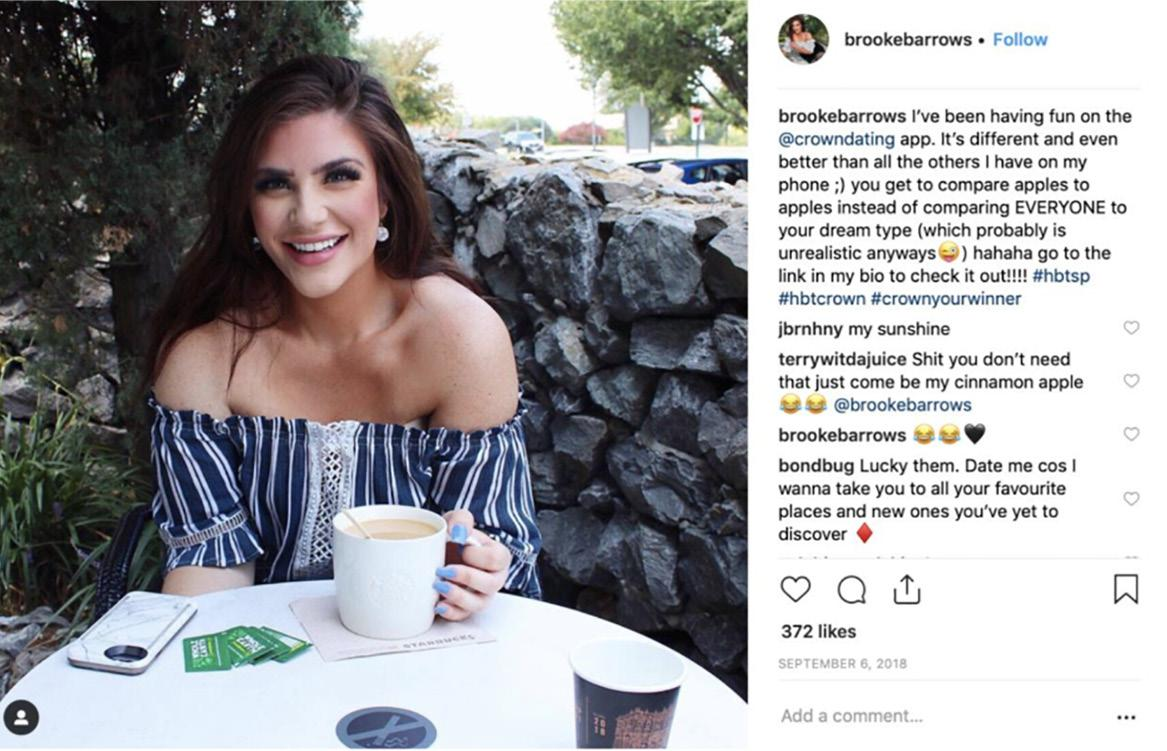 brookebarrows • Follow
brookebarrows I’ve been having fun on the
@crowndating app. It’s different and even
better than all the others I have on my
phone ;) you get to compare apples to
apples instead of comparing EVERYONE to
your dream type (which probably is
unrealistic anyways😜) hahaha go to the
link in my bio to check it out!!!! #hbtsp
#hbtcrown #crownyourwinner
jbrnhny my sunshine
terrywitdajuice Shit you don’t need
that just come be my cinnamon apple
😂😂 @brookebarrows
brookebarrows 😂😂🖤
bondbug Lucky them. Date me cos I
wanna take you to all your favourite
places and new ones you’ve yet to
discover ♦️
372 likes
SEPTEMBER 6, 2018
Add a comment...
STARBUCKS